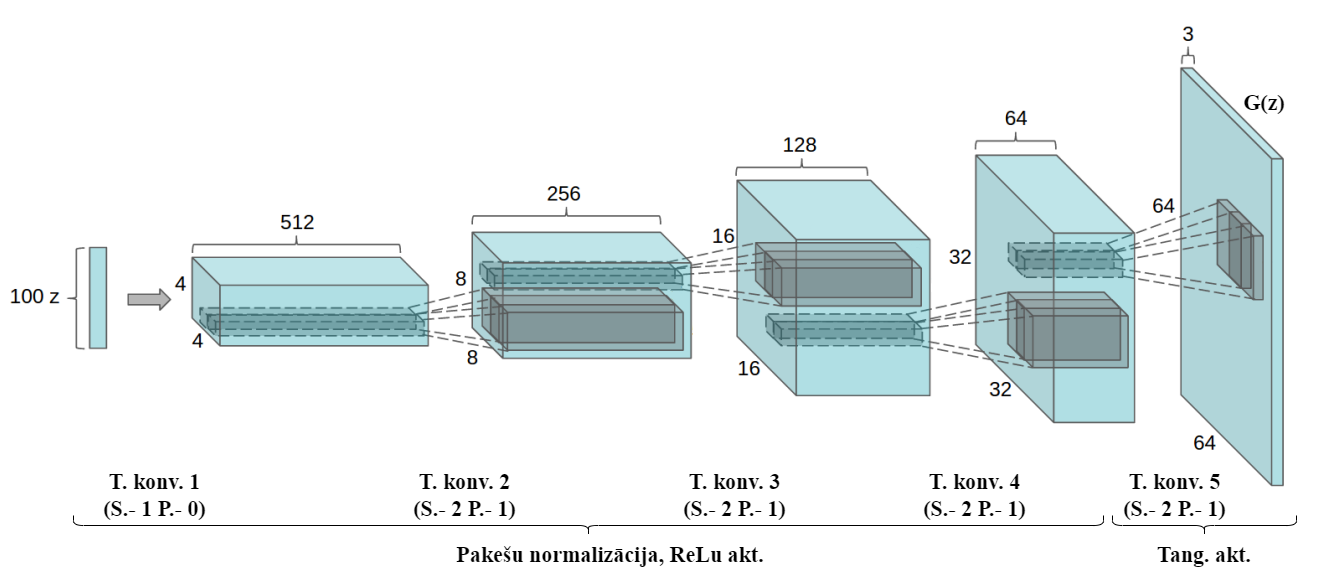 3
G(z)
64
128
64
256
512
16
32
8
4
100 z
4
8
16
32
64
T. konv. 1
(S.- 1 P.- 0)
T. konv. 2
(S.- 2 P.- 1)
T. konv. 3
(S.- 2 P.- 1)
T. konv. 4
(S.- 2 P.- 1)
T. konv. 5
(S.- 2 P.- 1)
Pakešu normalizācija, ReLu akt.
Tang. akt.